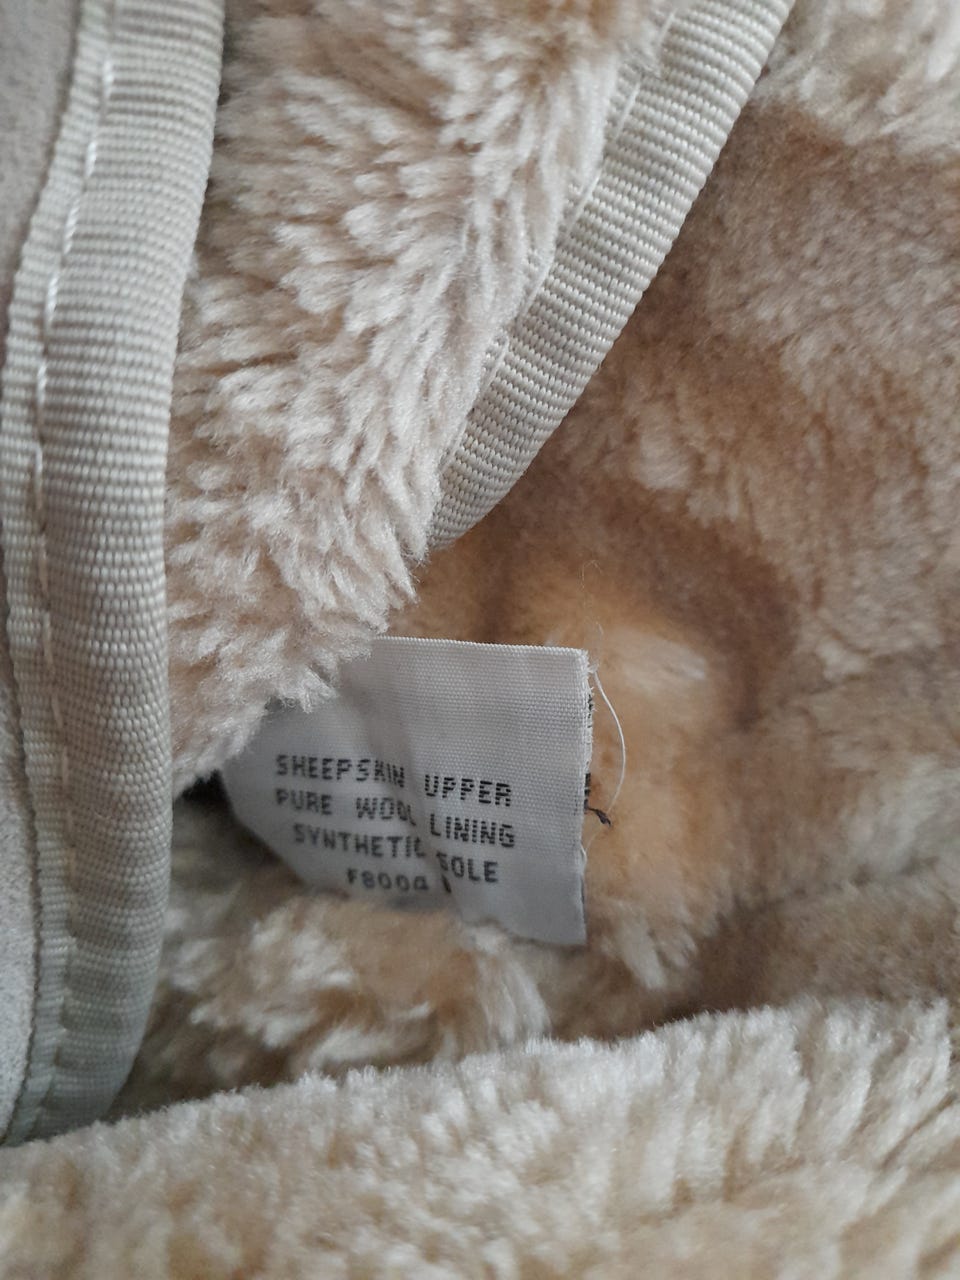 SHEEPSKIN UPPER
PURE WOOL LINING
SYNTHETIC SOLE